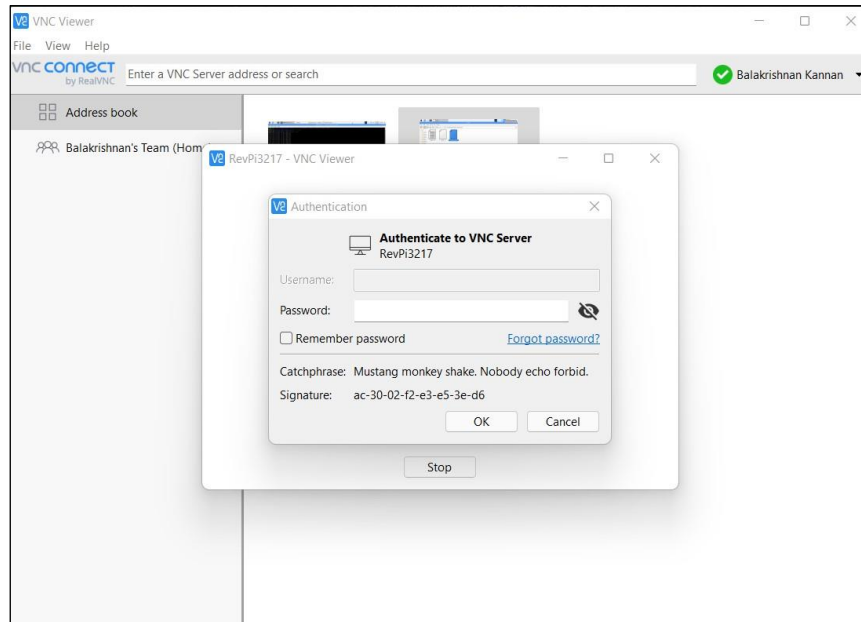 VNC Viewer
File View Help
vnc connect
by RealVNC
Enter a VNC Server address or search
Balakrishnan Kannan
Address book
Balakrishnan's Team (Hom
RevPi3217 - VNC Viewer
Authentication
Authenticate to VNC Server
RevPi3217
Username:
Password:
Remember password
Forgot password?
Catchphrase: Mustang monkey shake. Nobody echo forbid.
Signature: ac-30-02-f2-e3-e5-3e-d6
OK Cancel
Stop